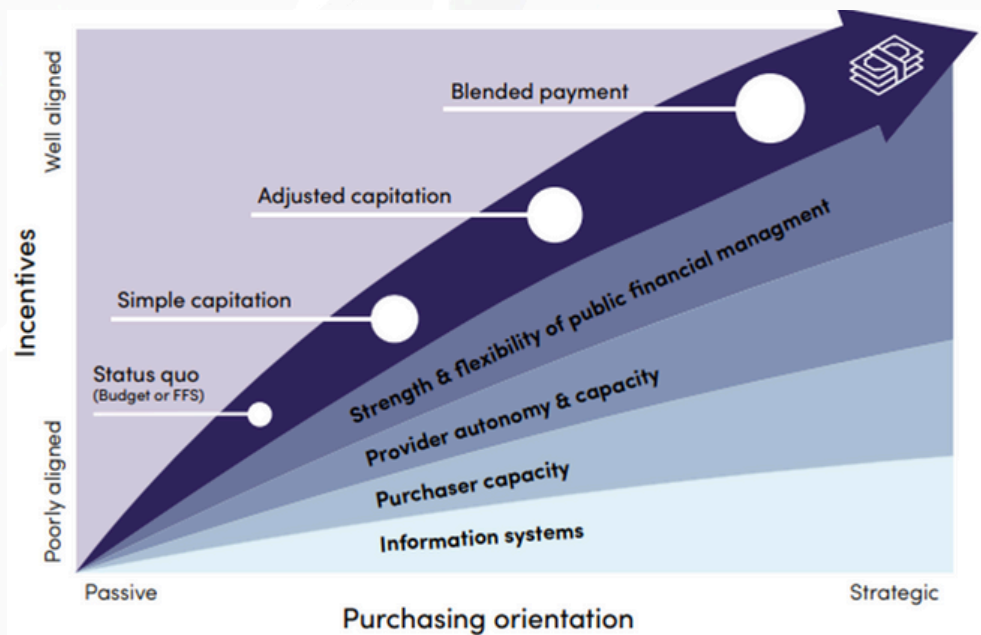 Well aligned
Incentives
Poorly aligned
Blended payment
Adjusted capitation
Simple capitation
Status quo
(Budget or FFS)
Strength & flexibility of public financial managment
Provider autonomy & capacity
Purchaser capacity
Information systems
Passive
Strategic
Purchasing orientation